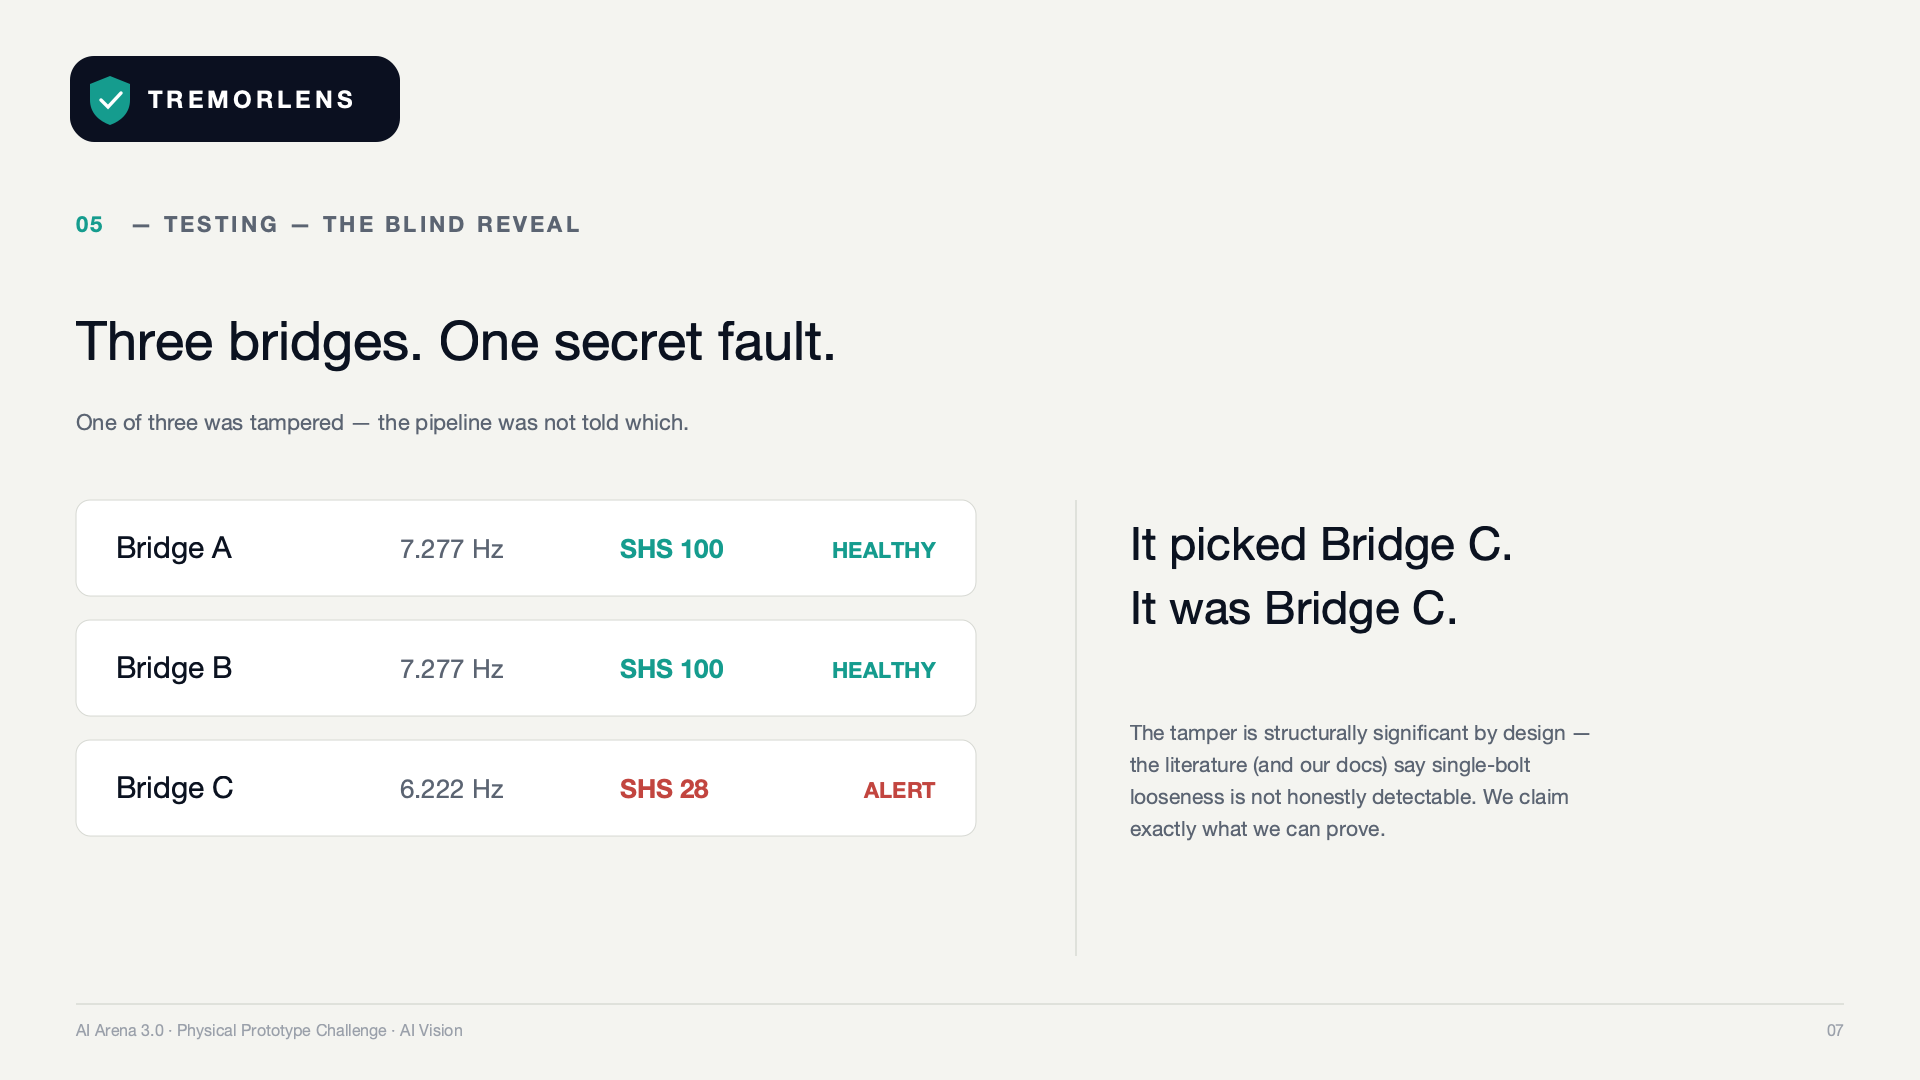 TREMORLENS
05 — TESTING — THE BLIND REVEAL
Three bridges. One secret fault.
One of three was tampered — the pipeline was not told which.
Bridge A 7.277 Hz SHS 100 HEALTHY
Bridge B 7.277 Hz SHS 100 HEALTHY
Bridge C 6.222 Hz SHS 28 ALERT
It picked Bridge C.
It was Bridge C.
The tamper is structurally significant by design —
the literature (and our docs) say single-bolt
looseness is not honestly detectable. We claim
exactly what we can prove.
AI Arena 3.0 · Physical Prototype Challenge · AI Vision
07